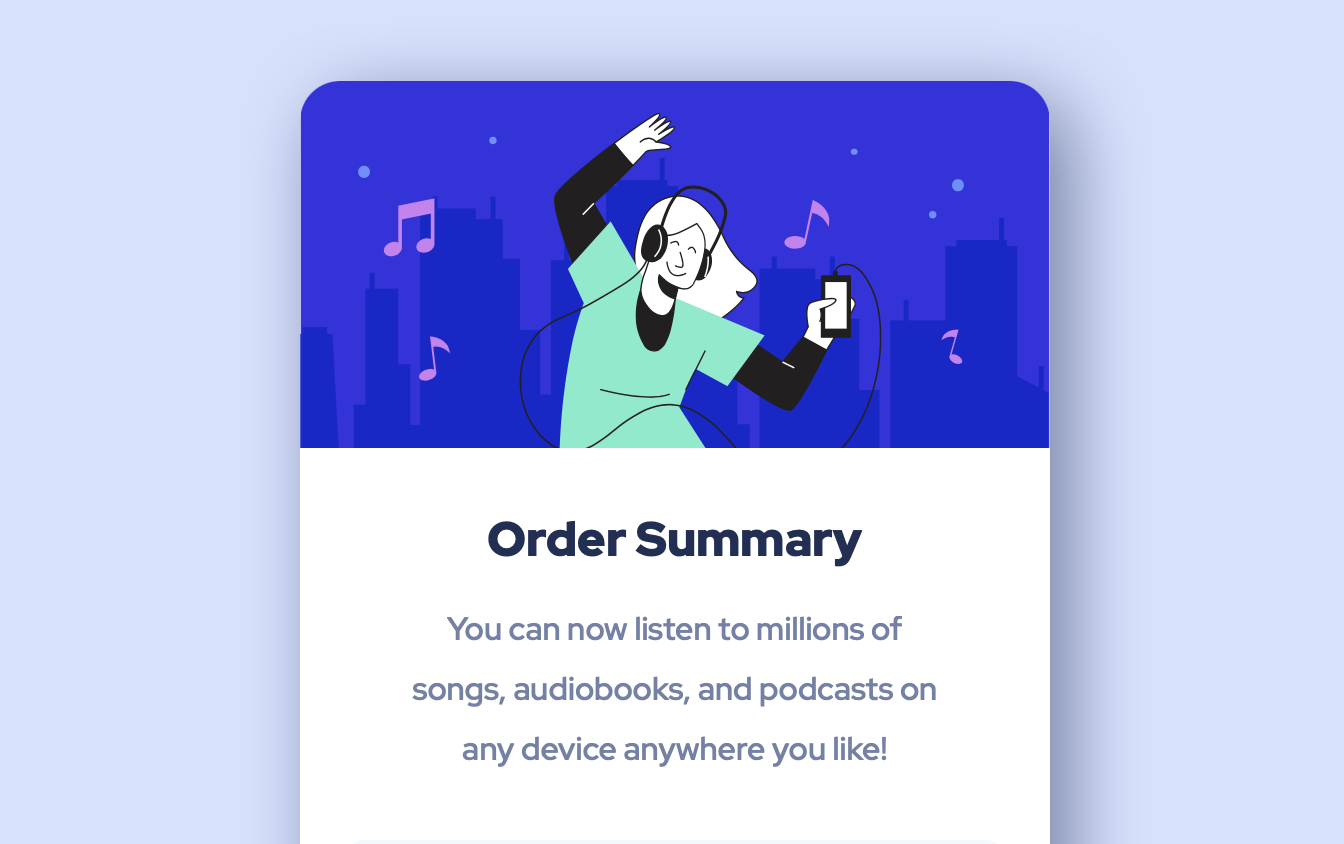 Order Summary
You can now listen to millions of
songs, audiobooks, and podcasts on
any device anywhere you like!